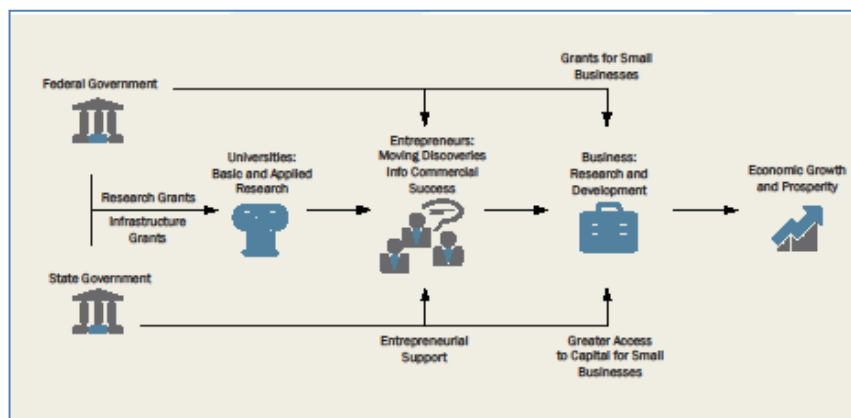 Grants for Small
Businesses
Federal Government
Entrepreneurs:
Moving Discoveries
Info Commercial
Success
Universities:
Basic and Applied
Research
Business:
Research and
Development
Economic Growth
and Prosperity
Research Grants
Infrastructure
Grants
State Government
Entrepreneurial
Support
Greater Access
to Capital for Small
Businesses